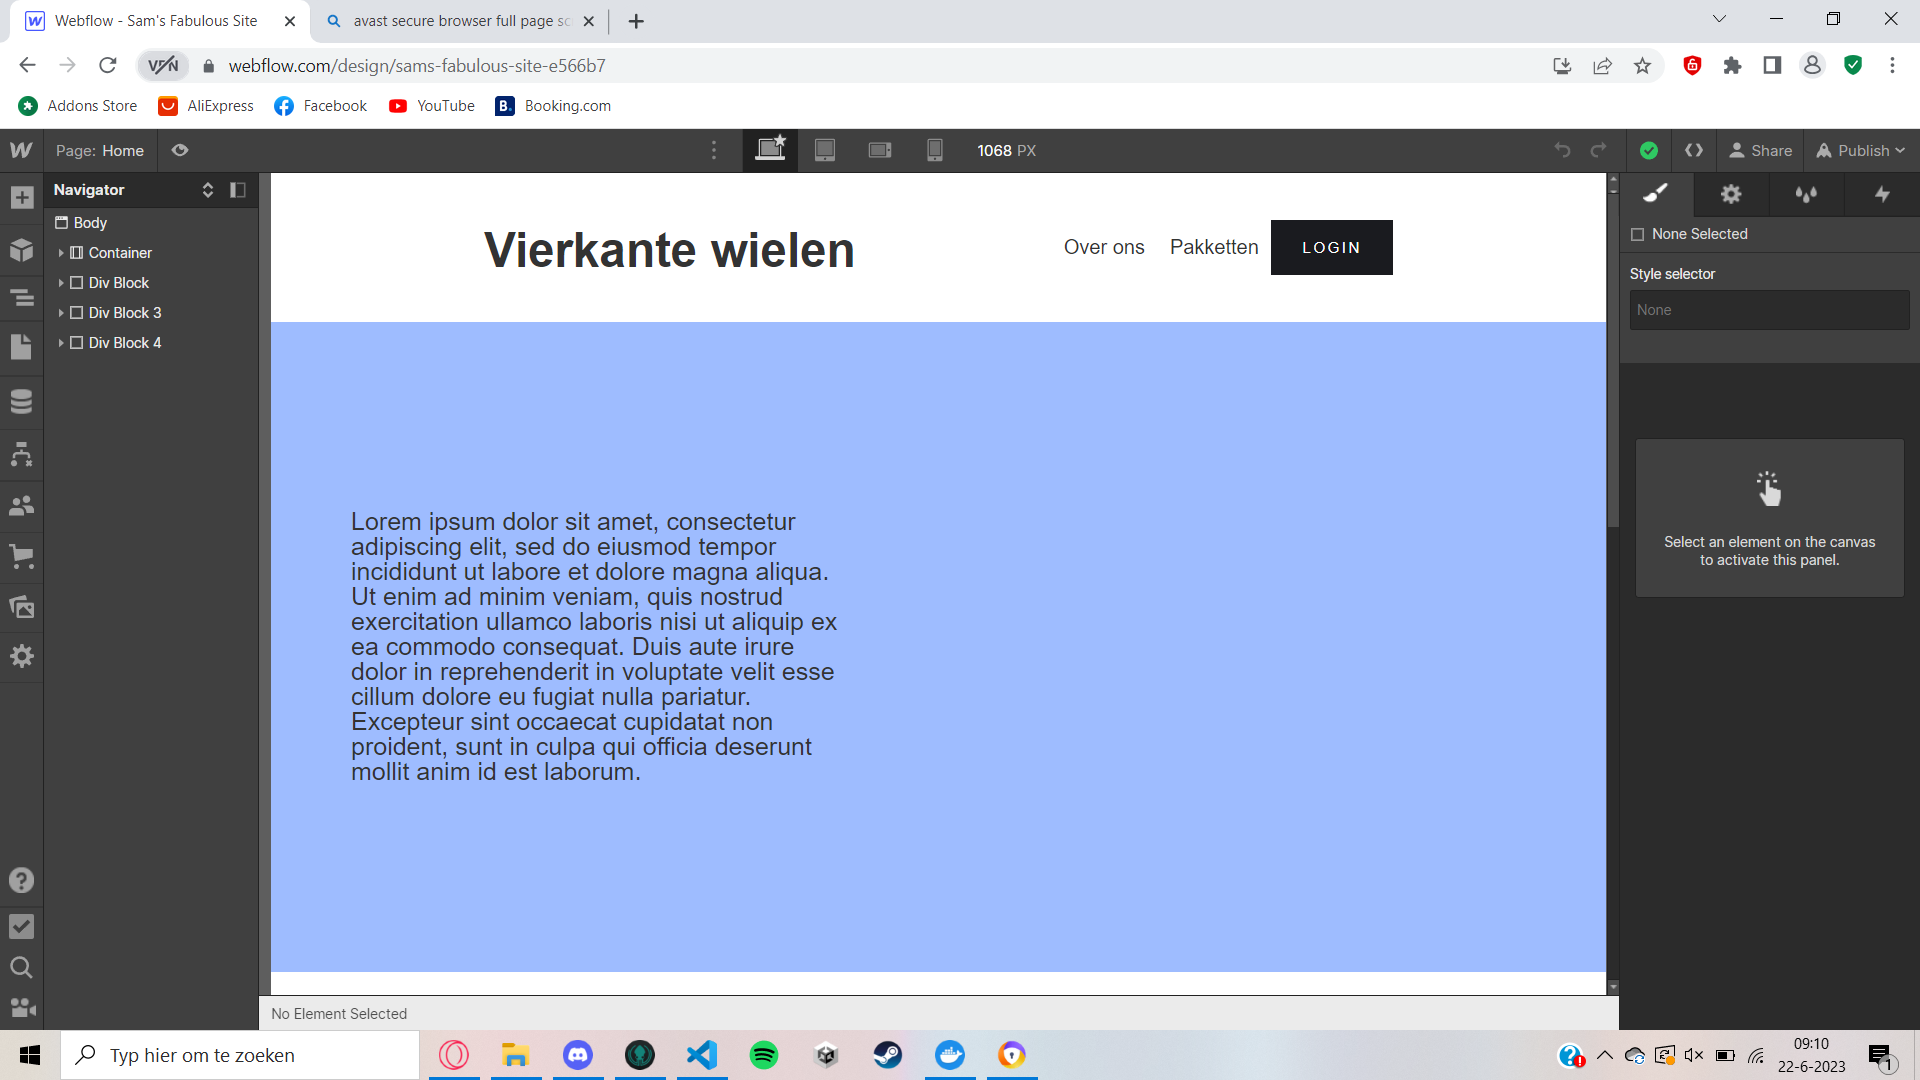 Webflow - Sam's Fabulous Site
avast secure browser full page sc
VPN
webflow.com/design/sams-fabulous-site-e566b7
Addons Store
AliExpress
Facebook
YouTube
B.
Booking.com
Page: Home
1068 PX
Share
Publish
Navigator
Body
Container
Div Block
Div Block 3
Div Block 4
Vierkante wielen
Over ons
Pakketten
LOGIN
Lorem ipsum dolor sit amet, consectetur
adipiscing elit, sed do eiusmod tempor
incididunt ut labore et dolore magna aliqua.
Ut enim ad minim veniam, quis nostrud
exercitation ullamco laboris nisi ut aliquip ex
ea commodo consequat. Duis aute irure
dolor in reprehenderit in voluptate velit esse
cillum dolore eu fugiat nulla pariatur.
Excepteur sint occaecat cupidatat non
proident, sunt in culpa qui officia deserunt
mollit anim id est laborum.
None Selected
Style selector
None
Select an element on the canvas
to activate this panel.
No Element Selected
Typ hier om te zoeken
09:10
22-6-2023
1